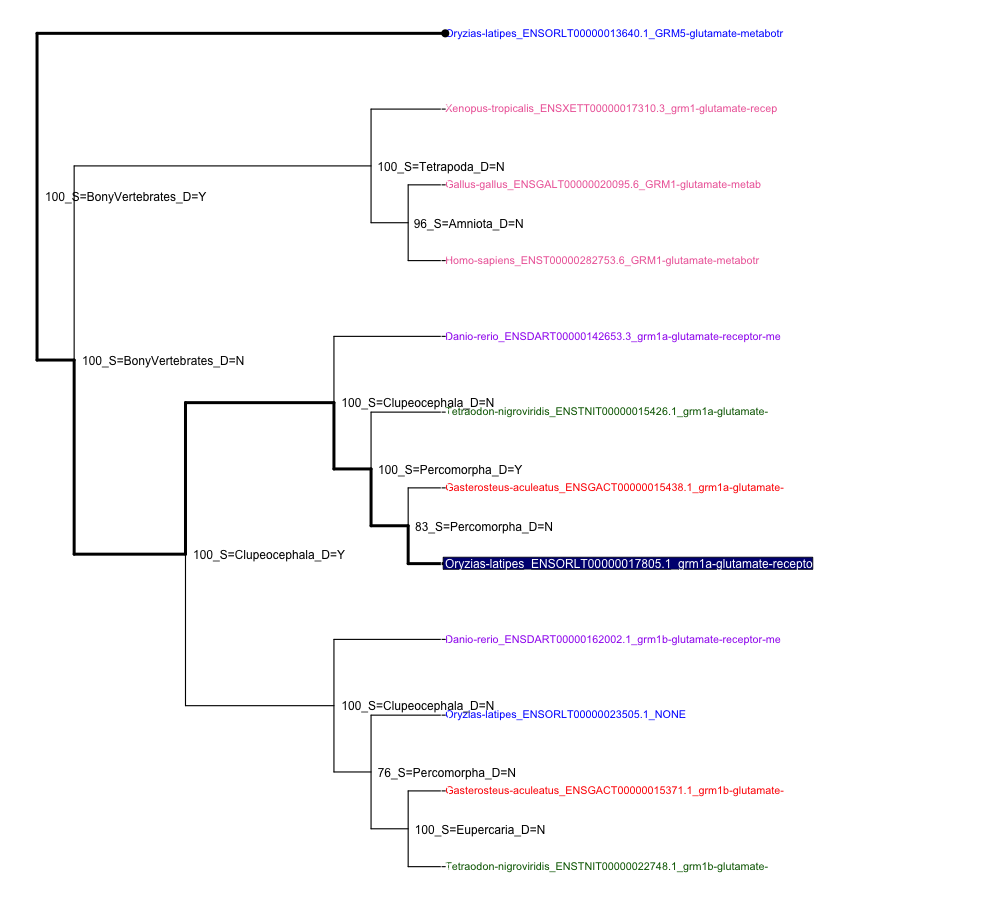 Oryzias-latipes_ENSORLT00000013640.1_GRM5-glutamate-metabotr
Xenopus-tropicalis_ENSXETT00000017310.3_grm1-glutamate-recep
100_S=Tetrapoda_D=N
Gallus-gallus_ENSGALT00000020095.6_GRM1-glutamate-metab
100_S=BonyVertebrates_D=Y
96_S=Amniota_D=N
Homo-sapiens_ENST00000282753.6_GRM1-glutamate-metabotr
Danio-rerio_ENSDART00000142653.3_grm1a-glutamate-receptor-me
100_S=BonyVertebrates_D=N
100_S=Clupeocephala_D=N
Tetraodon-nigroviridis_ENSTNIT00000015426.1_grm1a-glutamate-
100_S=Percomorpha_D=Y
Gasterosteus-aculeatus_ENSGACT00000015438.1_grm1a-glutamate-
83_S=Percomorpha_D=N
100_S=Clupeocephala_D=Y
Oryzias-latipes_ENSORLT00000017805.1_grm1a-glutamate-recepto
Danio-rerio_ENSDART00000162002.1_grm1b-glutamate-receptor-me
100_S=Clupeocephala_D=N
Oryzias-latipes_ENSORLT00000023505.1_NONE
76_S=Percomorpha_D=N
Gasterosteus-aculeatus_ENSGACT00000015371.1_grm1b-glutamate-
100_S=Eupercaria_D=N
Tetraodon-nigroviridis_ENSTNIT00000022748.1_grm1b-glutamate-